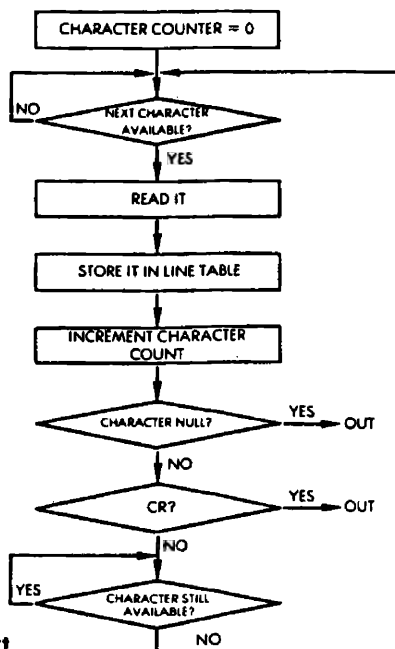 CHARACTER COUNTER = 0
NO
NEXT CHARACTER
AVAILABLE?
YES
READ IT
STORE IT IN LINE TABLE
INCREMENT CHARACTER
COUNT
CHARACTER NULL?
YES
OUT
NO
CR?
YES
OUT
NO
YES
CHARACTER STILL
AVAILABLE?
NO